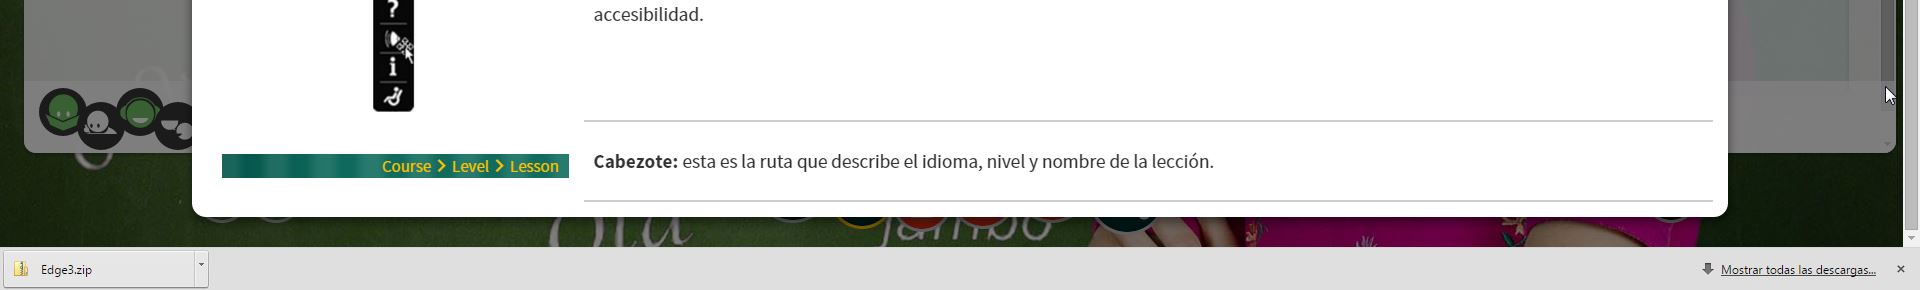 accesibilidad.
?
i
Course > Level > Lesson
Cabezote: esta es la ruta que describe el idioma, nivel y nombre de la lección.
Jambo
Edge3.zip
Mostrar todas las descargas...